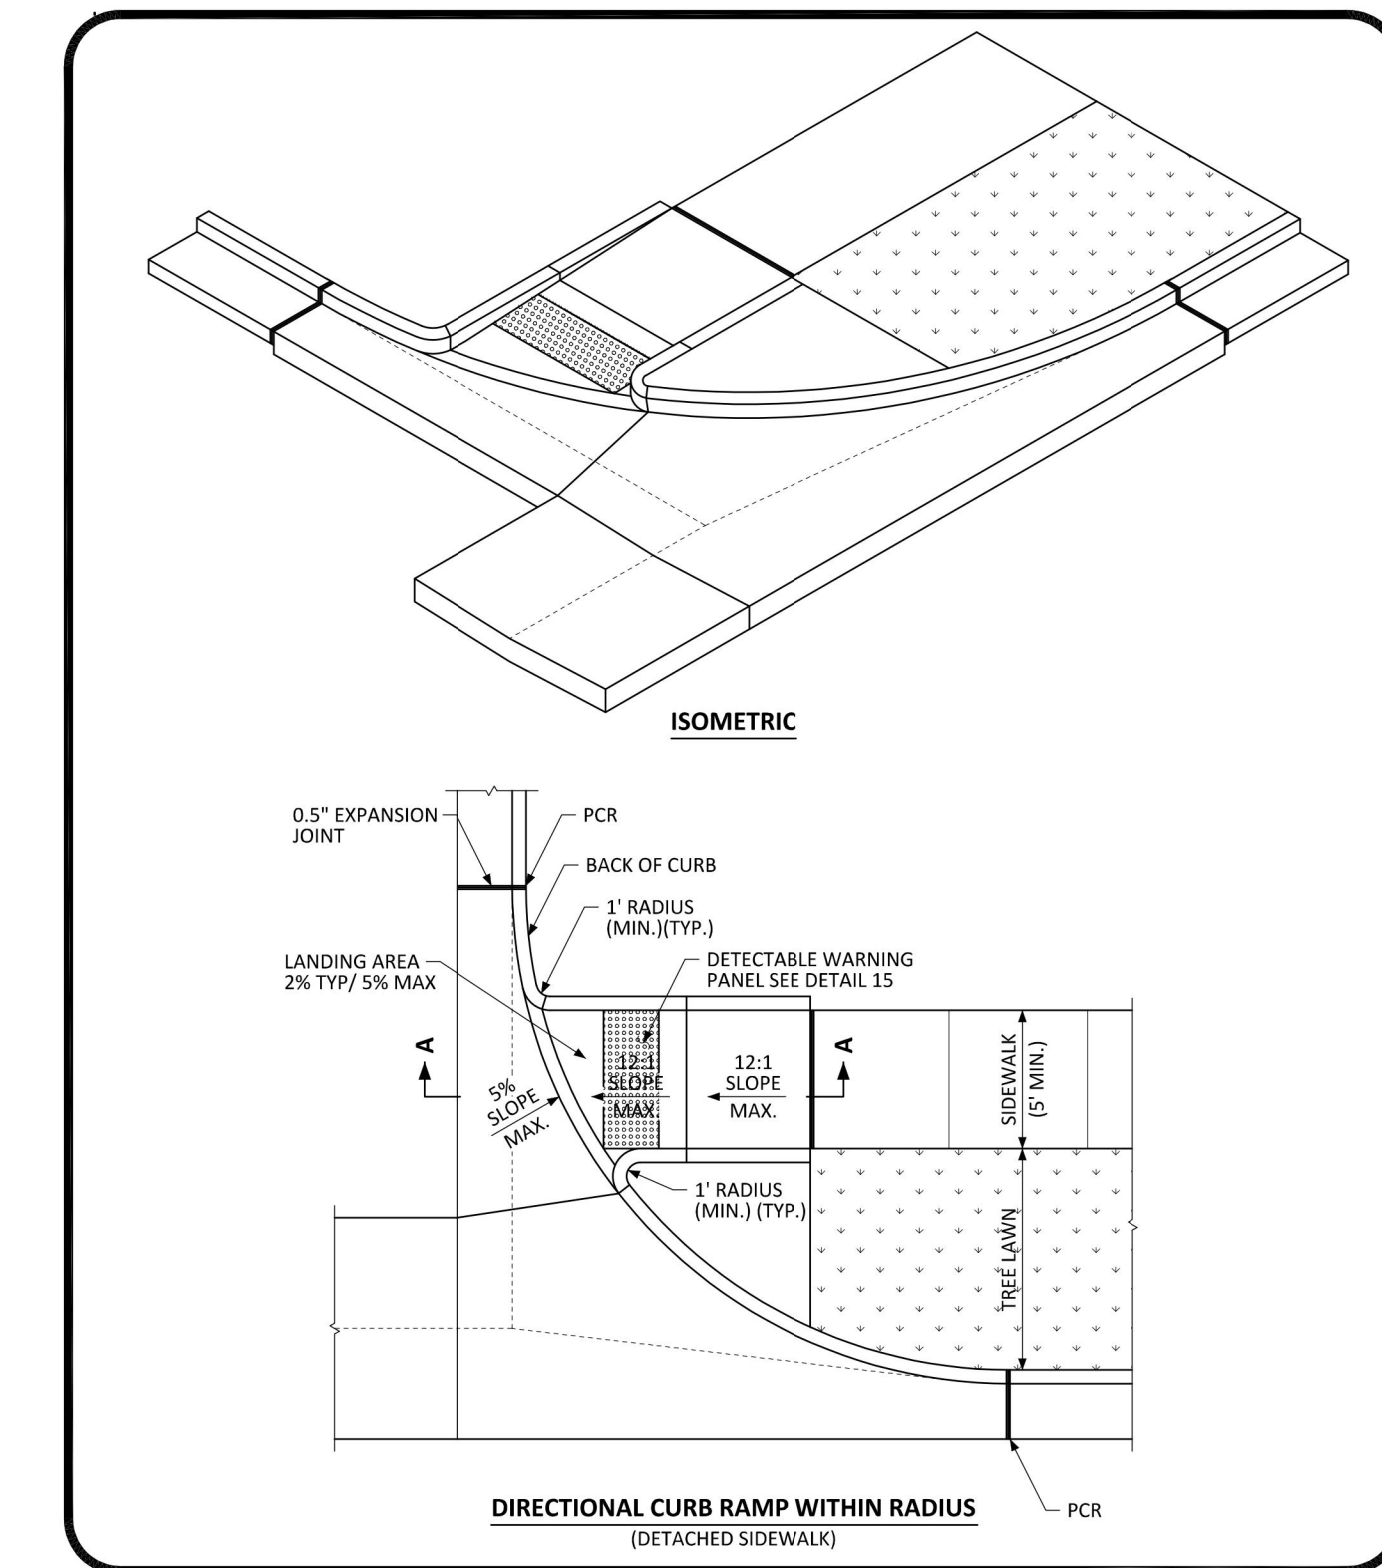 ISOMETRIC
0.5" EXPANSION
JOINT
PCR
BACK OF CURB
1' RADIUS
(MIN.)(TYP.)
LANDING AREA
2% TYP/ 5% MAX
DETECTABLE WARNING
PANEL SEE DETAIL 15
A
A
5%
SLOPE
MAX.
12:1
SLOPE
MAX.
12:1
SLOPE
MAX.
SIDEWALK
(5' MIN.)
1' RADIUS
(MIN.) (TYP.)
TREE LAWN
DIRECTIONAL CURB RAMP WITHIN RADIUS
(DETACHED SIDEWALK)
PCR